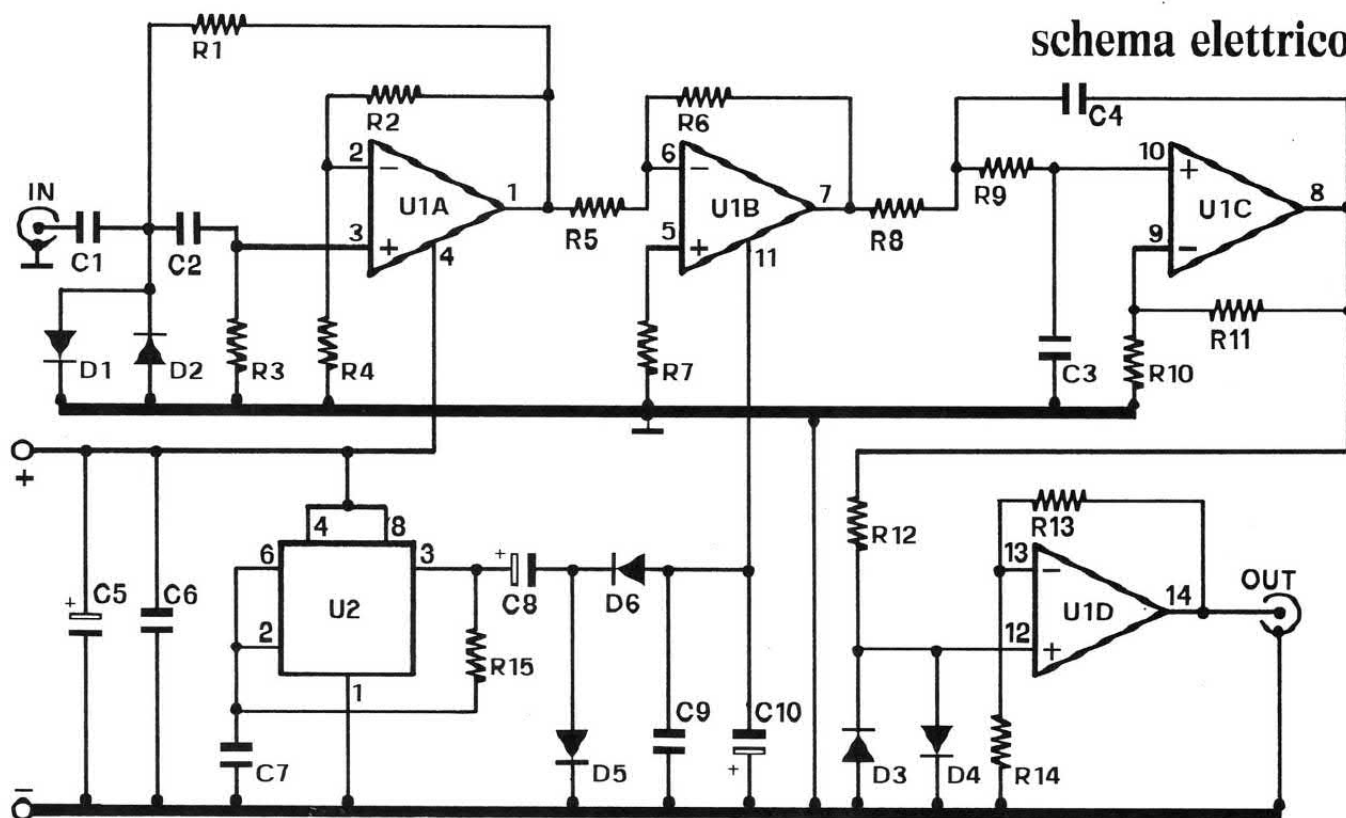 schema elettrico
R1
R2
C4
R6
2
6
10
R9
IN
U1A
1
U1B
7
U1C
8
3
R5
5
R8
9
C1
C2
4
11
R11
D1
D2
R3
R4
R7
C3
R10
+
4
8
R12
R13
6
3
+
13
OUT
+
C5
C6
U2
C8
D6
U1D
14
2
12
R15
1
C9
C10
C7
D5
+
D3
D4
R14
−